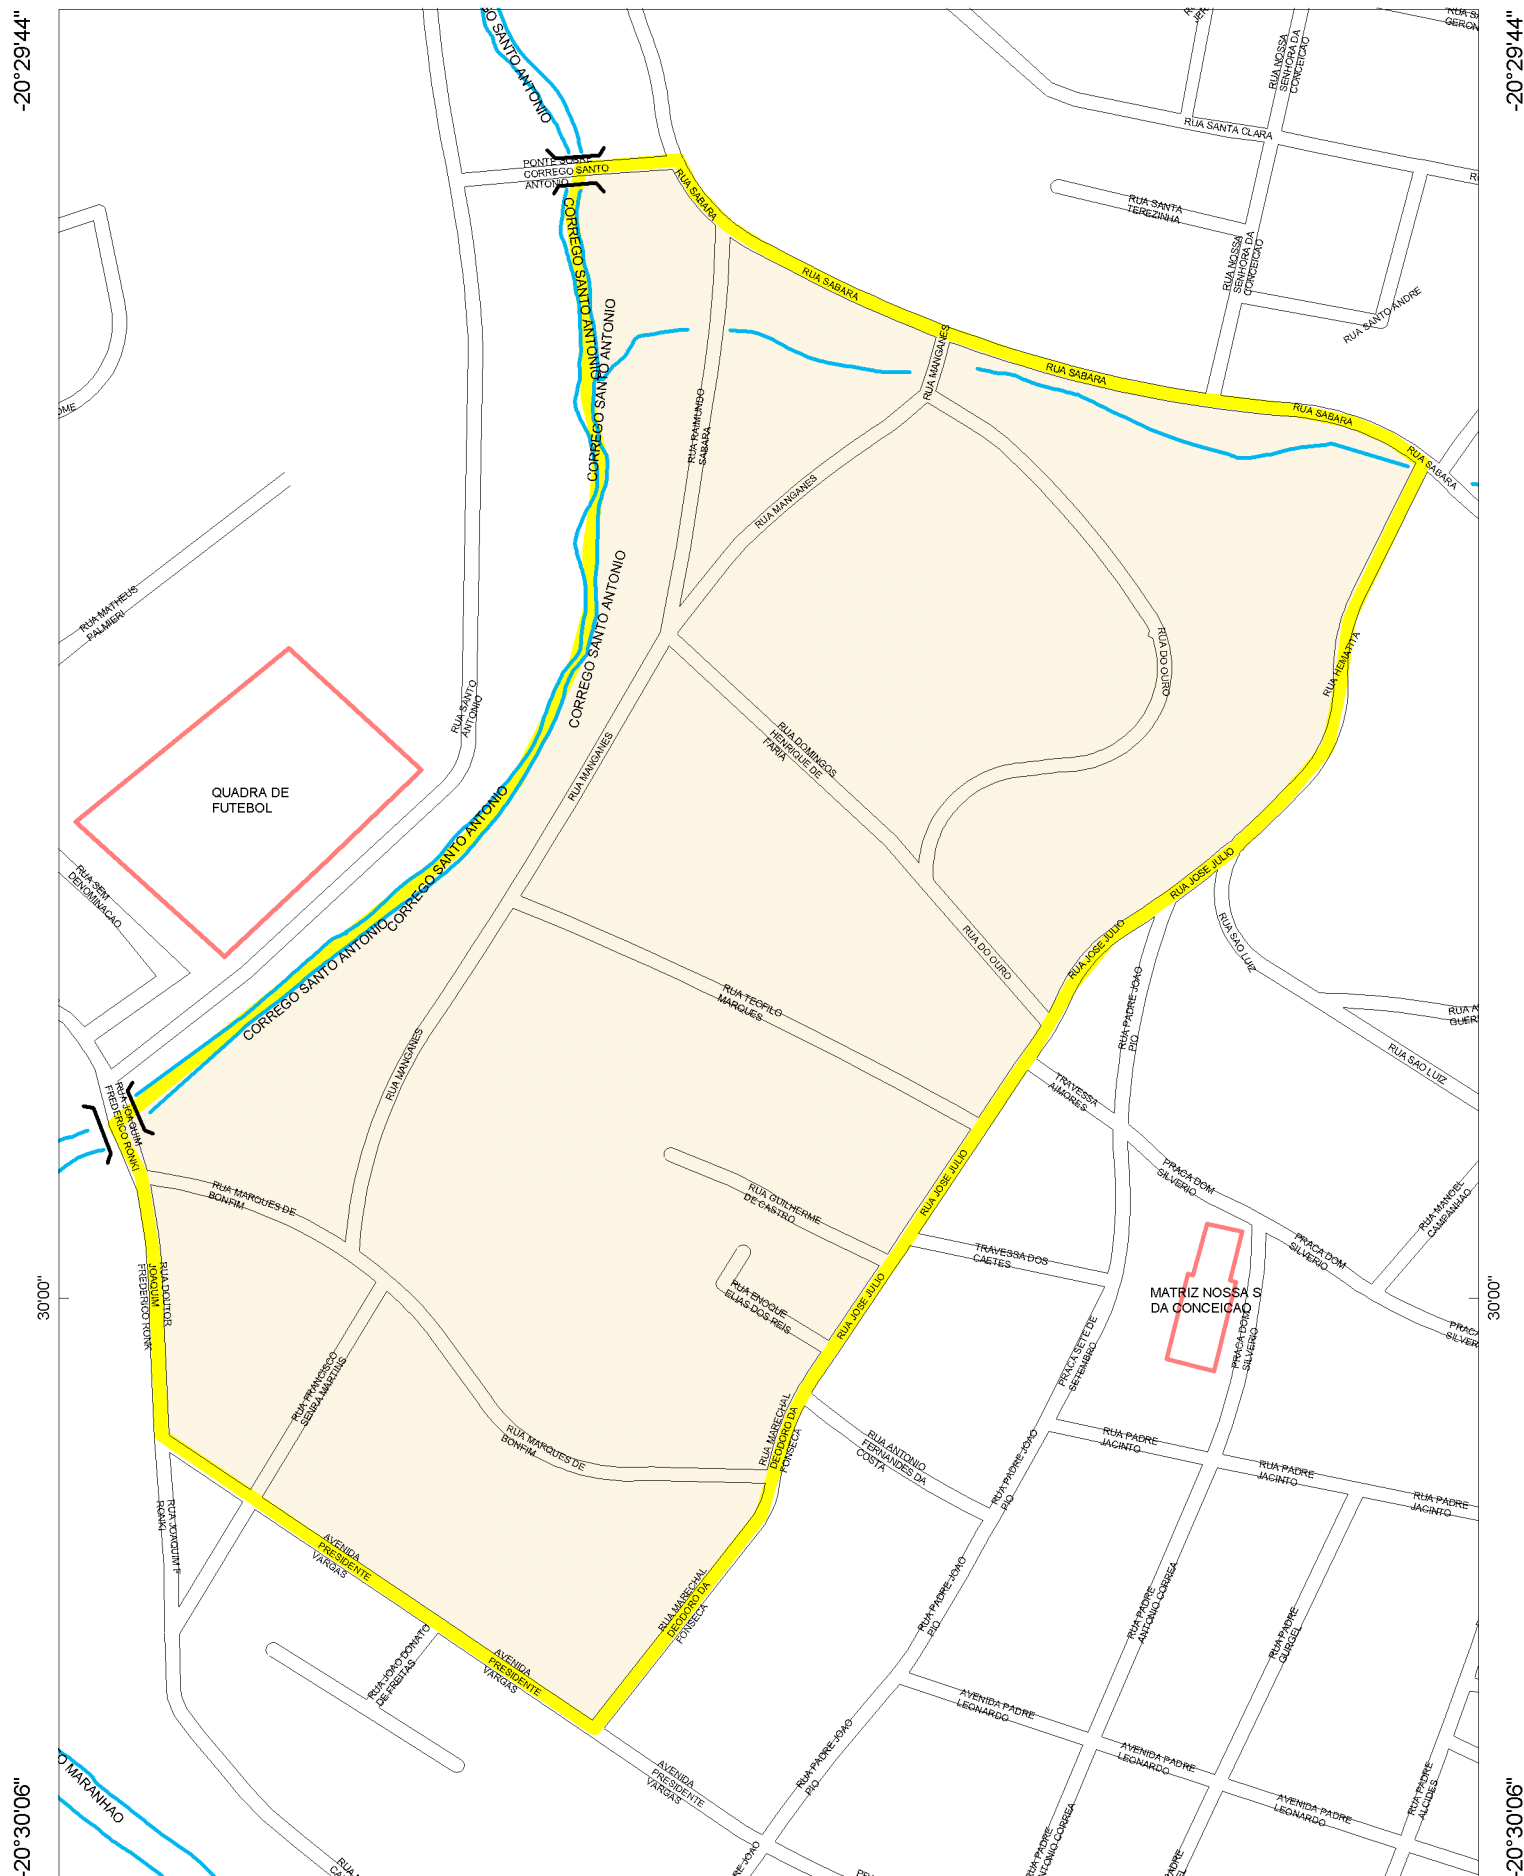 -20°29'44"
-20°29'44"
GO SANTO ANTONIO
RUA NOSSA
SENHORA DA
CONCEICAO
RUA SANTA CLARA
PONTE SOBRE
CORREGO SANTO
ANTONIO
RUA SABARA
RUA SANTA
TEREZINHA
CORREGO SANTO ANTONIO
RUA NOSSA
SENHORA DA
CONCEICAO
RUA SABARA
RUA SANTO ANDRE
CORREGO SANTO ANTONIO
RUA MANGANES
RUA SABARA
OME
RUA RAIMUNDO
SABARA
RUA SABARA
RUA SABARA
RUA MANGANES
CORREGO SANTO ANTONIO
RUA MATHEUS
PALMIERI
RUA DO OURO
RUA HEMATITA
RUA SANTO
ANTONIO
RUA MANGANES
RUA DOMINGOS
HENRIQUE DE
FARIA
QUADRA DE
FUTEBOL
CORREGO SANTO ANTONIO
RUA SEM
DENOMINACAO
RUA JOSE JULIO
RUA JOSE JULIO
RUA SAO LUIZ
RUA DO OURO
CORREGO SANTO ANTONIO
RUA TEOFILO
MARQUES
RUA PADRE JOAO
PIO
RUA A
GUER
RUA SAO LUIZ
RUA MANGANES
TRAVESSA
AIMORES
RUA JOAQUIM
FREDERICO RONKI
RUA JOSE JULIO
PRACA DOM
SILVERIO
RUA MARQUES DE
BONFIM
RUA GUILHERME
DE CASTRO
RUA MANOEL
CAMPANHAO
TRAVESSA DOS
CAETES
PRACA DOM
SILVERIO
30'00"
30'00"
RUA DOUTOR
JOAQUIM
FREDERICO RONK
RUA ENOQUE
ELIAS DOS REIS
RUA JOSE JULIO
MATRIZ NOSSA S
DA CONCEICAO
PRACA DOM
SILVERIO
PRACA
SILVER
PRACA SETE DE
SETEMBRO
RUA FRANCISCO
SENRA MARTINS
RUA MARQUES DE
BONFIM
RUA MARECHAL
DEODORO DA
FONSECA
RUA ANTONIO
FERNANDES DA
COSTA
RUA PADRE
JACINTO
RUA PADRE
JACINTO
RUA PADRE
JACINTO
RUA PADRE JOAO
PIO
RUA JOAQUIM F
RONKI
AVENIDA
PRESIDENTE
VARGAS
RUA MARECHAL
DEODORO DA
FONSECA
RUA PADRE JOAO
PIO
RUA PADRE
ANTONIO CORREA
RUA PADRE
GURGEL
RUA JOAO DONATO
DE FREITAS
AVENIDA
PRESIDENTE
VARGAS
AVENIDA PADRE
LEONARDO
RUA PADRE JOAO
PIO
AVENIDA PADRE
LEONARDO
AVENIDA
PRESIDENTE
VARGAS
AVENIDA PADRE
LEONARDO
RUA PADRE
ALCIDES
O MARANHAO
-20°30'06"
-20°30'06"